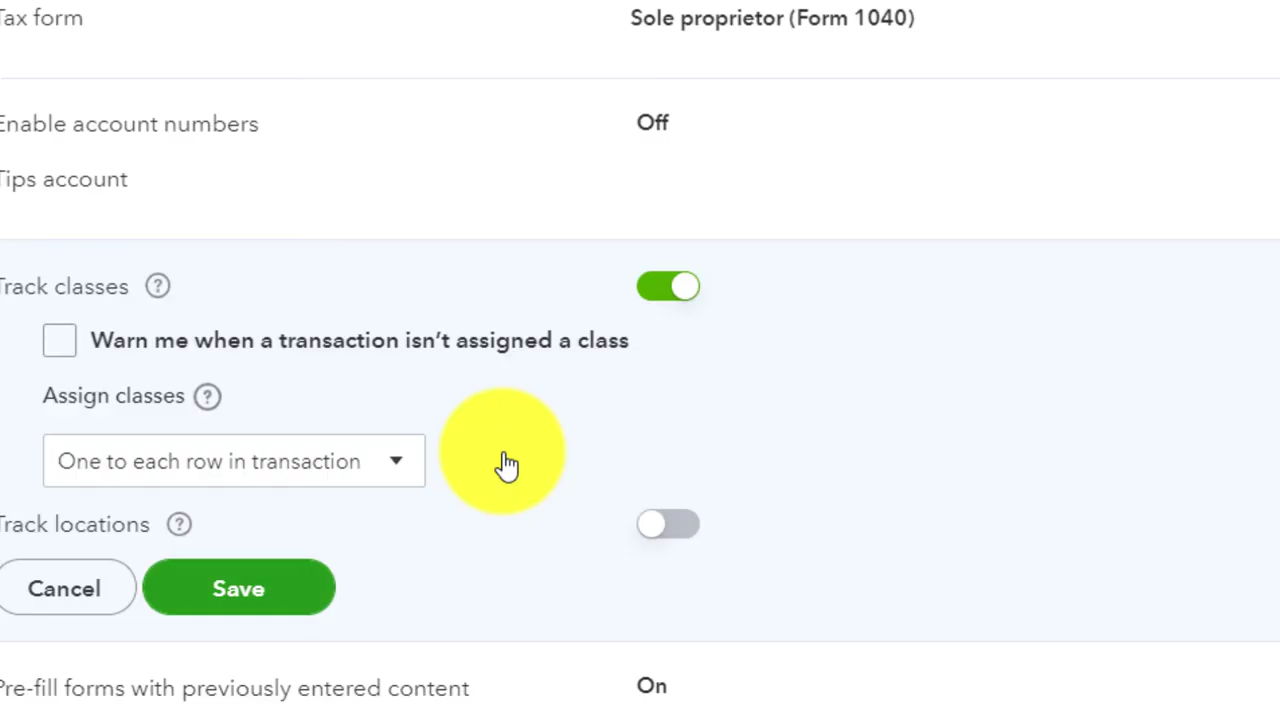 Tax form
Sole proprietor (Form 1040)
Enable account numbers
Off
Tips account
Track classes ?
Warn me when a transaction isn’t assigned a class
Assign classes ?
One to each row in transaction
Track locations ?
Cancel
Save
Pre-fill forms with previously entered content
On